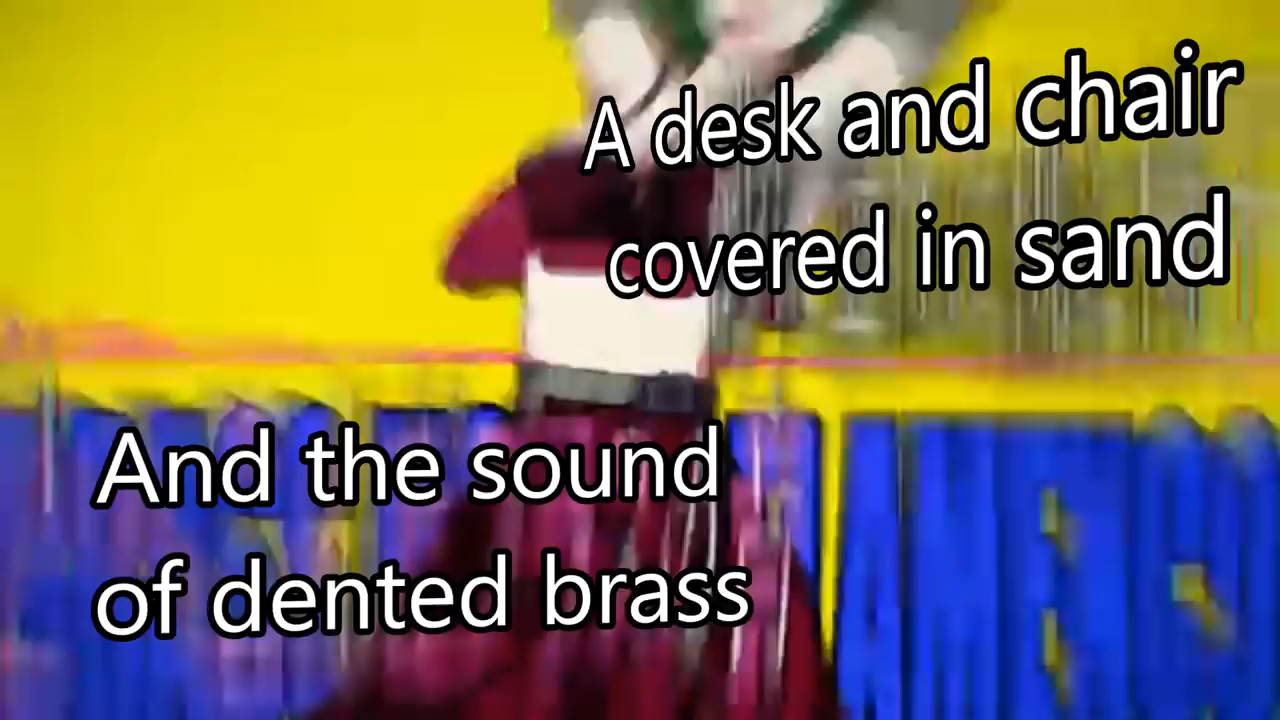 A desk and chair
covered in sand
And the sound
of dented brass